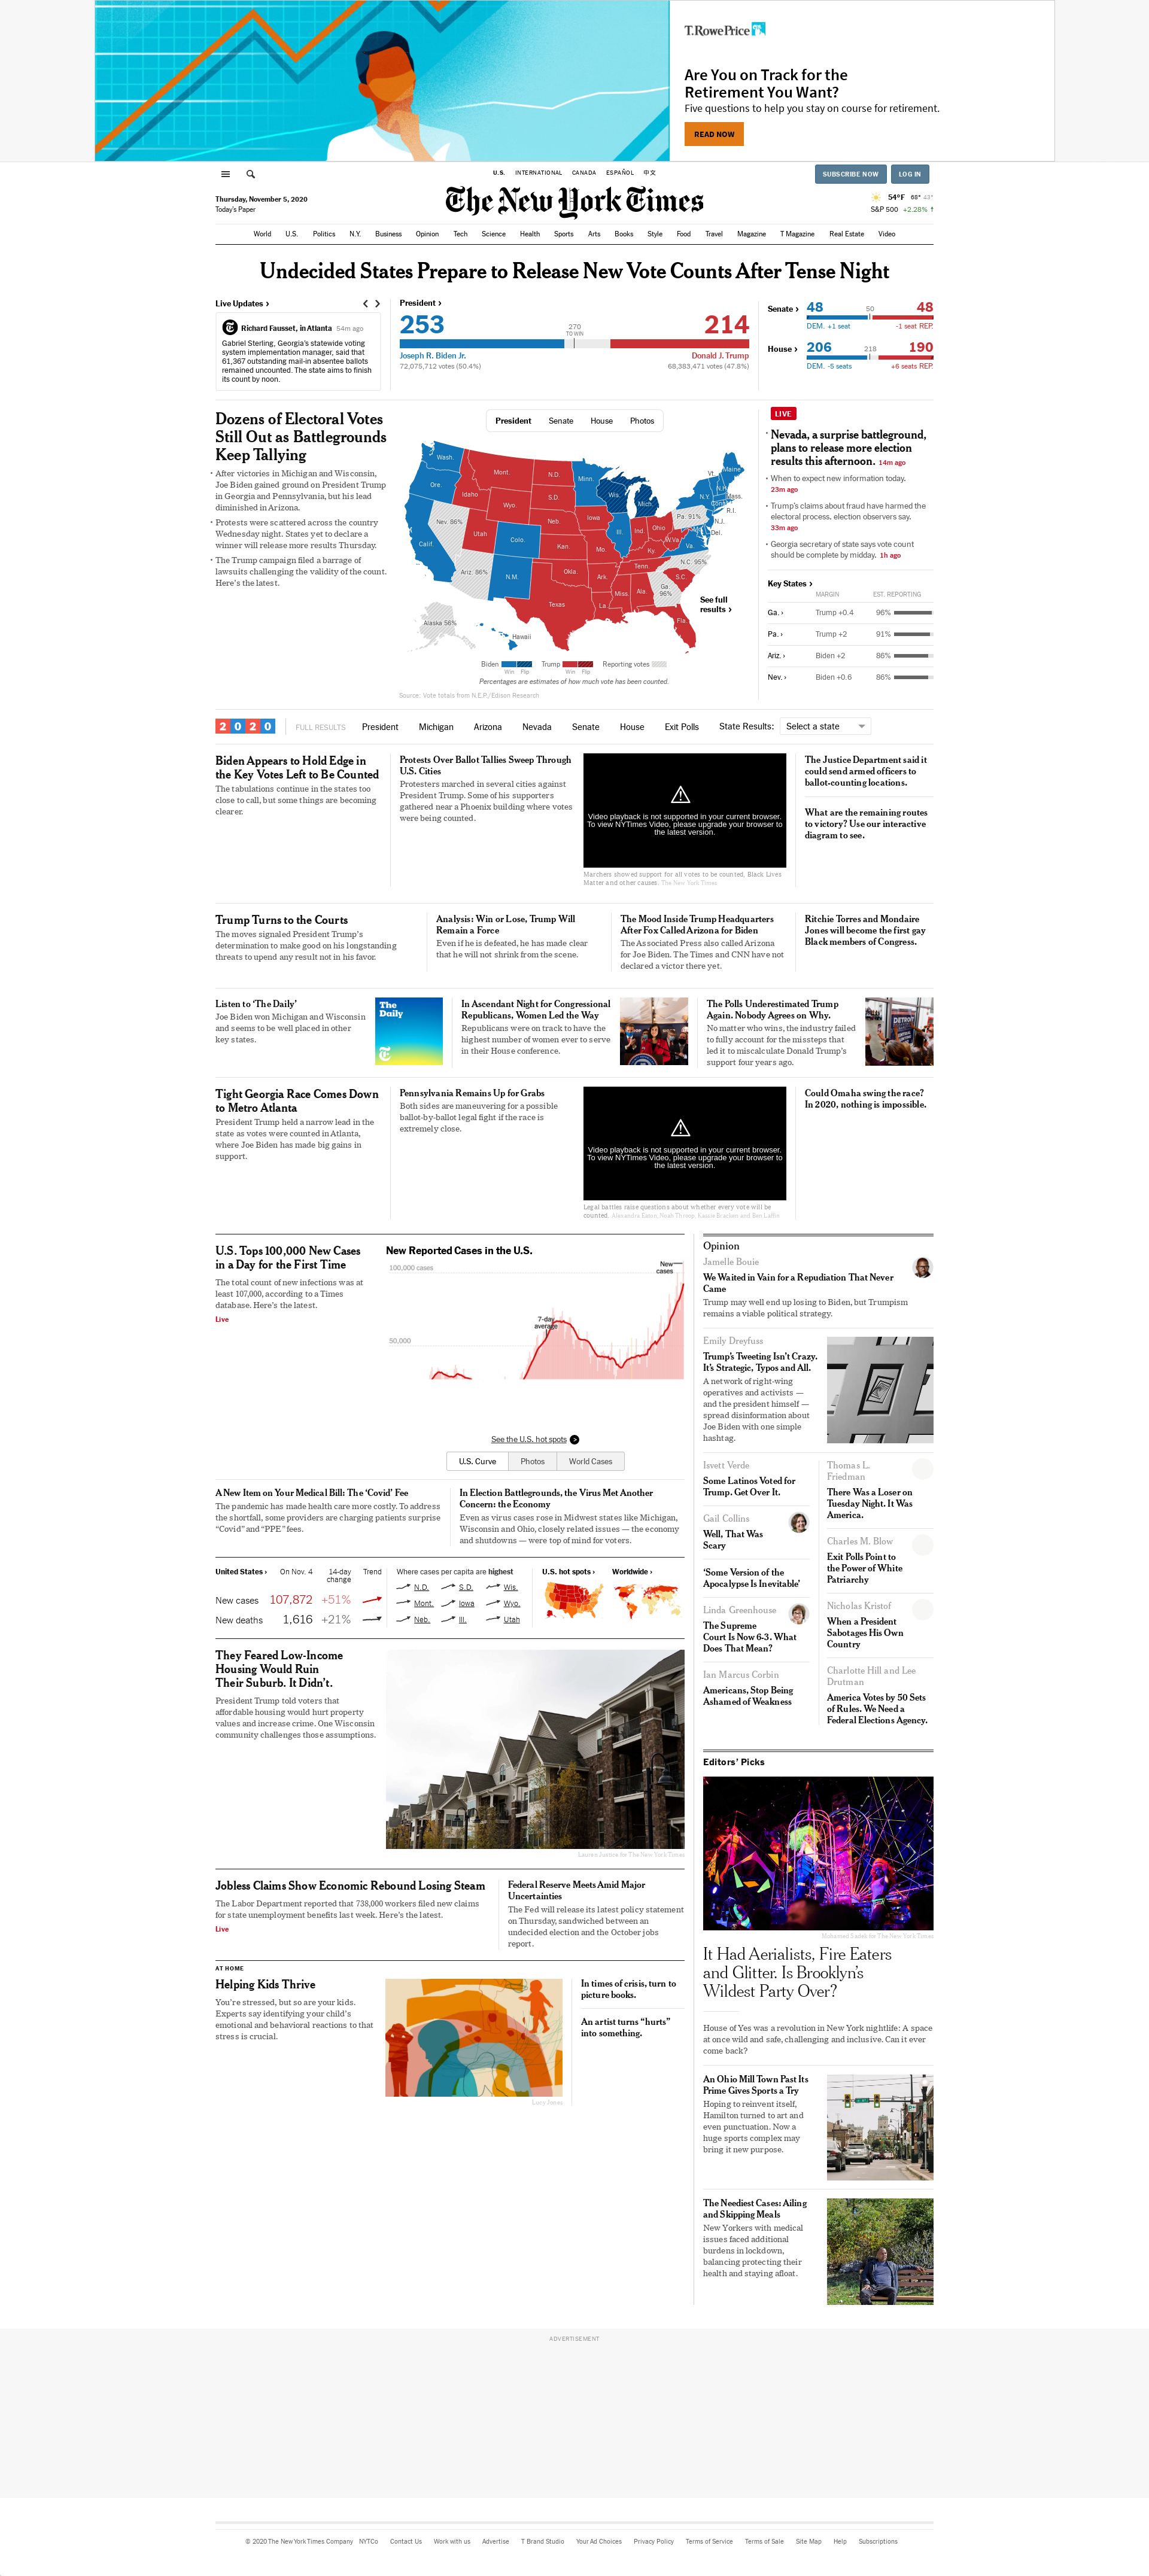 T.RowePrice
Are You on Track for the
Retirement You Want?
Five questions to help you stay on course for retirement.
READ NOW
U.S. INTERNATIONAL CANADA ESPAÑOL 中文
SUBSCRIBE NOW LOG IN
Thursday, November 5, 2020
Today's Paper
The New York Times
54°F 68° 43°
S&P 500 +2.28% ↑
World U.S. Politics N.Y. Business Opinion Tech Science Health Sports Arts Books Style Food Travel Magazine T Magazine Real Estate Video
Undecided States Prepare to Release New Vote Counts After Tense Night
Live Updates ›
Richard Fausset, in Atlanta 54m ago
Gabriel Sterling, Georgia's statewide voting
system implementation manager, said that
61,367 outstanding mail-in absentee ballots
remained uncounted. The state aims to finish
its count by noon.
President ›
253 270 TO WIN 214
Joseph R. Biden Jr. Donald J. Trump
72,075,712 votes (50.4%) 68,383,471 votes (47.8%)
Senate › 48 50 48
DEM. +1 seat -1 seat REP.
House › 206 218 190
DEM. -5 seats +6 seats REP.
Dozens of Electoral Votes
Still Out as Battlegrounds
Keep Tallying
• After victories in Michigan and Wisconsin,
Joe Biden gained ground on President Trump
in Georgia and Pennsylvania, but his lead
diminished in Arizona.
• Protests were scattered across the country
Wednesday night. States yet to declare a
winner will release more results Thursday.
• The Trump campaign filed a barrage of
lawsuits challenging the validity of the count.
Here's the latest.
President Senate House Photos
Wash.
Ore.
Calif.
Nev. 86%
Idaho
Mont.
Wyo.
Utah
Ariz. 86%
Colo.
N.M.
N.D.
S.D.
Neb.
Kan.
Okla.
Texas
Minn.
Iowa
Mo.
Ark.
La.
Wis.
Ill.
Mich.
Ind.
Ohio
Ky.
Tenn.
Miss.
Ala.
Ga.
96%
Fla.
S.C.
N.C. 95%
Va.
W.Va.
Pa. 91%
N.Y.
Vt.
N.H.
Maine
Mass.
Conn.
R.I.
N.J.
Del.
Alaska 56%
Hawaii
See full
results ›
Biden Trump Reporting votes
Win Flip Win Flip
Percentages are estimates of how much vote has been counted.
Source: Vote totals from N.E.P./Edison Research
LIVE
• Nevada, a surprise battleground,
plans to release more election
results this afternoon. 14m ago
• When to expect new information today.
23m ago
• Trump's claims about fraud have harmed the
electoral process, election observers say.
33m ago
• Georgia secretary of state says vote count
should be complete by midday. 1h ago
Key States ›
MARGIN EST. REPORTING
Ga. › Trump +0.4 96%
Pa. › Trump +2 91%
Ariz. › Biden +2 86%
Nev. › Biden +0.6 86%
2020 FULL RESULTS President Michigan Arizona Nevada Senate House Exit Polls State Results: Select a state
Biden Appears to Hold Edge in
the Key Votes Left to Be Counted
The tabulations continue in the states too
close to call, but some things are becoming
clearer.
Protests Over Ballot Tallies Sweep Through
U.S. Cities
Protesters marched in several cities against
President Trump. Some of his supporters
gathered near a Phoenix building where votes
were being counted.
Video playback is not supported in your current browser.
To view NYTimes Video, please upgrade your browser to
the latest version.
Marchers showed support for all votes to be counted, Black Lives
Matter and other causes. The New York Times
The Justice Department said it
could send armed officers to
ballot-counting locations.
What are the remaining routes
to victory? Use our interactive
diagram to see.
Trump Turns to the Courts
The moves signaled President Trump's
determination to make good on his longstanding
threats to upend any result not in his favor.
Analysis: Win or Lose, Trump Will
Remain a Force
Even if he is defeated, he has made clear
that he will not shrink from the scene.
The Mood Inside Trump Headquarters
After Fox Called Arizona for Biden
The Associated Press also called Arizona
for Joe Biden. The Times and CNN have not
declared a victor there yet.
Ritchie Torres and Mondaire
Jones will become the first gay
Black members of Congress.
Listen to 'The Daily'
Joe Biden won Michigan and Wisconsin
and seems to be well placed in other
key states.
The
Daily
In Ascendant Night for Congressional
Republicans, Women Led the Way
Republicans were on track to have the
highest number of women ever to serve
in their House conference.
The Polls Underestimated Trump
Again. Nobody Agrees on Why.
No matter who wins, the industry failed
to fully account for the missteps that
led it to miscalculate Donald Trump's
support four years ago.
DETROIT
Tight Georgia Race Comes Down
to Metro Atlanta
President Trump held a narrow lead in the
state as votes were counted in Atlanta,
where Joe Biden has made big gains in
support.
Pennsylvania Remains Up for Grabs
Both sides are maneuvering for a possible
ballot-by-ballot legal fight if the race is
extremely close.
Video playback is not supported in your current browser.
To view NYTimes Video, please upgrade your browser to
the latest version.
Legal battles raise questions about whether every vote will be
counted.
Could Omaha swing the race?
In 2020, nothing is impossible.
U.S. Tops 100,000 New Cases
in a Day for the First Time
The total count of new infections was at
least 107,000, according to a Times
database. Here's the latest.
Live
New Reported Cases in the U.S.
100,000 cases
New
cases
7-day
average
50,000
See the U.S. hot spots
U.S. Curve Photos World Cases
A New Item on Your Medical Bill: The 'Covid' Fee
The pandemic has made health care more costly. To address
the shortfall, some providers are charging patients surprise
"Covid" and "PPE" fees.
In Election Battlegrounds, the Virus Met Another
Concern: the Economy
Even as virus cases rose in Midwest states like Michigan,
Wisconsin and Ohio, closely related issues — the economy
and shutdowns — were top of mind for voters.
United States › On Nov. 4 14-day
change Trend
New cases 107,872 +51%
New deaths 1,616 +21%
Where cases per capita are highest
N.D. S.D. Wis.
Mont. Iowa Wyo.
Neb. Ill. Utah
U.S. hot spots › Worldwide ›
They Feared Low-Income
Housing Would Ruin
Their Suburb. It Didn't.
President Trump told voters that
affordable housing would hurt property
values and increase crime. One Wisconsin
community challenges those assumptions.
Lauren Justice for The New York Times
Jobless Claims Show Economic Rebound Losing Steam
The Labor Department reported that 738,000 workers filed new claims
for state unemployment benefits last week. Here's the latest.
Live
Federal Reserve Meets Amid Major
Uncertainties
The Fed will release its latest policy statement
on Thursday, sandwiched between an
undecided election and the October jobs
report.
AT HOME
Helping Kids Thrive
You're stressed, but so are your kids.
Experts say identifying your child's
emotional and behavioral reactions to that
stress is crucial.
Lucy Jones
In times of crisis, turn to
picture books.
An artist turns "hurts"
into something.
Opinion
Jamelle Bouie
We Waited in Vain for a Repudiation That Never
Came
Trump may well end up losing to Biden, but Trumpism
remains a viable political strategy.
Emily Dreyfuss
Trump's Tweeting Isn't Crazy.
It's Strategic, Typos and All.
A network of right-wing
operatives and activists —
and the president himself —
spread disinformation about
Joe Biden with one simple
hashtag.
Isvett Verde
Some Latinos Voted for
Trump. Get Over It.
Gail Collins
Well, That Was
Scary
'Some Version of the
Apocalypse Is Inevitable'
Linda Greenhouse
The Supreme
Court Is Now 6-3. What
Does That Mean?
Ian Marcus Corbin
Americans, Stop Being
Ashamed of Weakness
Thomas L.
Friedman
There Was a Loser on
Tuesday Night. It Was
America.
Charles M. Blow
Exit Polls Point to
the Power of White
Patriarchy
Nicholas Kristof
When a President
Sabotages His Own
Country
Charlotte Hill and Lee
Drutman
America Votes by 50 Sets
of Rules. We Need a
Federal Elections Agency.
Editors' Picks
Mohamed Sadek for The New York Times
It Had Aerialists, Fire Eaters
and Glitter. Is Brooklyn's
Wildest Party Over?
House of Yes was a revolution in New York nightlife: A space
at once wild and safe, challenging and inclusive. Can it ever
come back?
An Ohio Mill Town Past Its
Prime Gives Sports a Try
Hoping to reinvent itself,
Hamilton turned to art and
even punctuation. Now a
huge sports complex may
bring it new purpose.
The Neediest Cases: Ailing
and Skipping Meals
New Yorkers with medical
issues faced additional
burdens in lockdown,
balancing protecting their
health and staying afloat.
ADVERTISEMENT
© 2020 The New York Times Company NYTCo Contact Us Work with us Advertise T Brand Studio Your Ad Choices Privacy Policy Terms of Service Terms of Sale Site Map Help Subscriptions